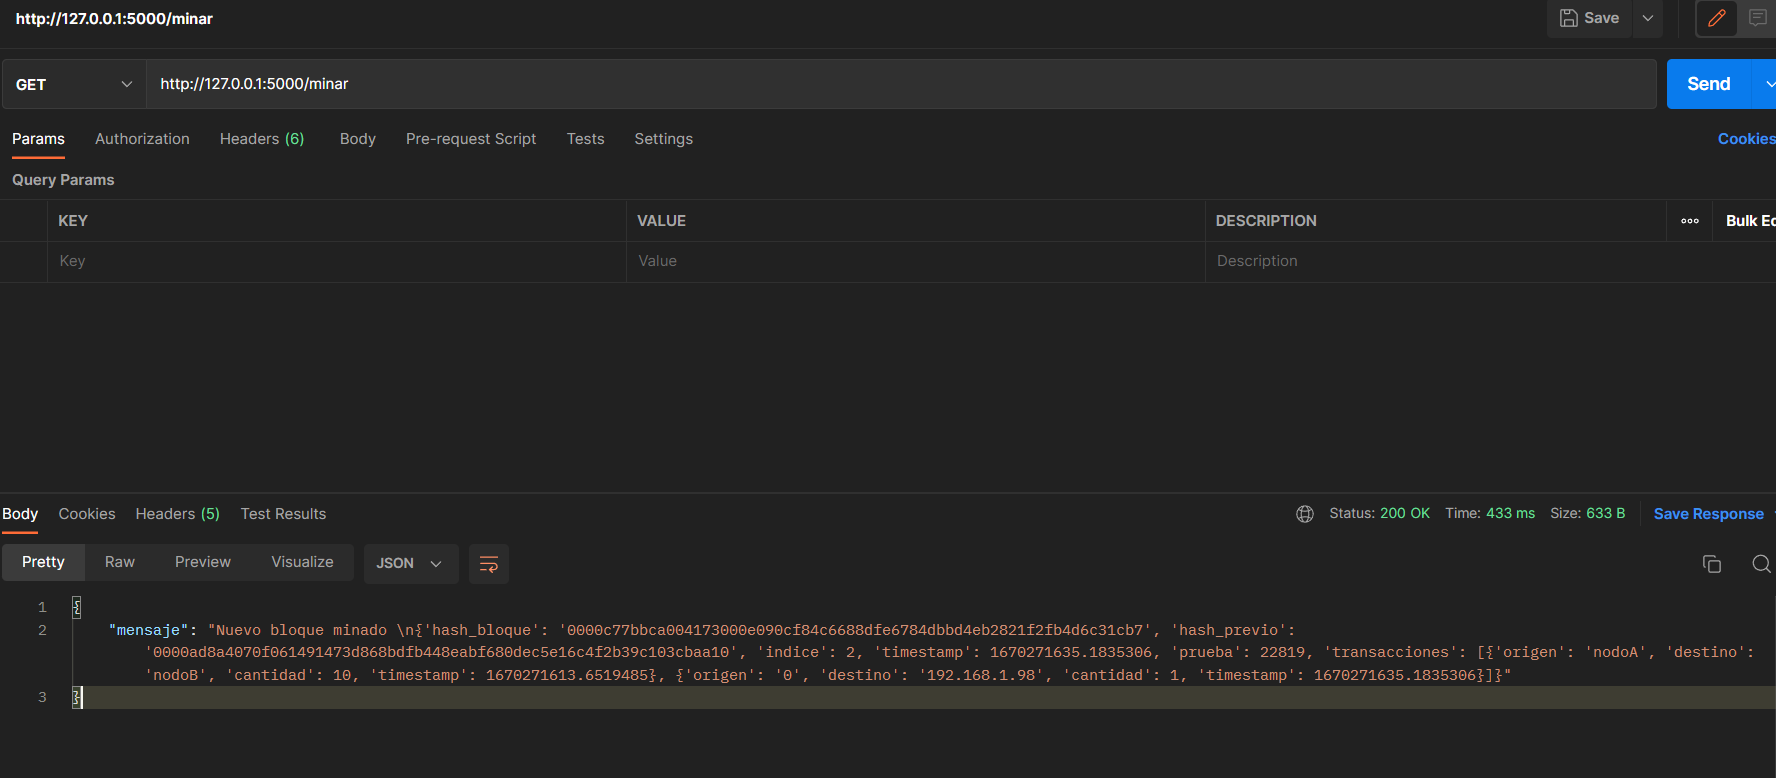 http://127.0.0.1:5000/minar
Save
GET
http://127.0.0.1:5000/minar
Send
Params Authorization Headers (6) Body Pre-request Script Tests Settings Cookies
Query Params
KEY VALUE DESCRIPTION ooo Bulk Ed
Key Value Description
Body Cookies Headers (5) Test Results Status: 200 OK Time: 433 ms Size: 633 B Save Response
Pretty Raw Preview Visualize JSON
1 {
2 "mensaje": "Nuevo bloque minado \n{'hash_bloque': '0000c77bbca004173000e090cf84c6688dfe6784dbbd4eb2821f2fb4d6c31cb7', 'hash_previo':
'0000ad8a4070f061491473d868bdfb448eabf680dec5e16c4f2b39c103cbaa10', 'indice': 2, 'timestamp': 1670271635.1835306, 'prueba': 22819, 'transacciones': [{'origen': 'nodoA', 'destino':
'nodoB', 'cantidad': 10, 'timestamp': 1670271613.6519485}, {'origen': '0', 'destino': '192.168.1.98', 'cantidad': 1, 'timestamp': 1670271635.1835306}]}"
3 }